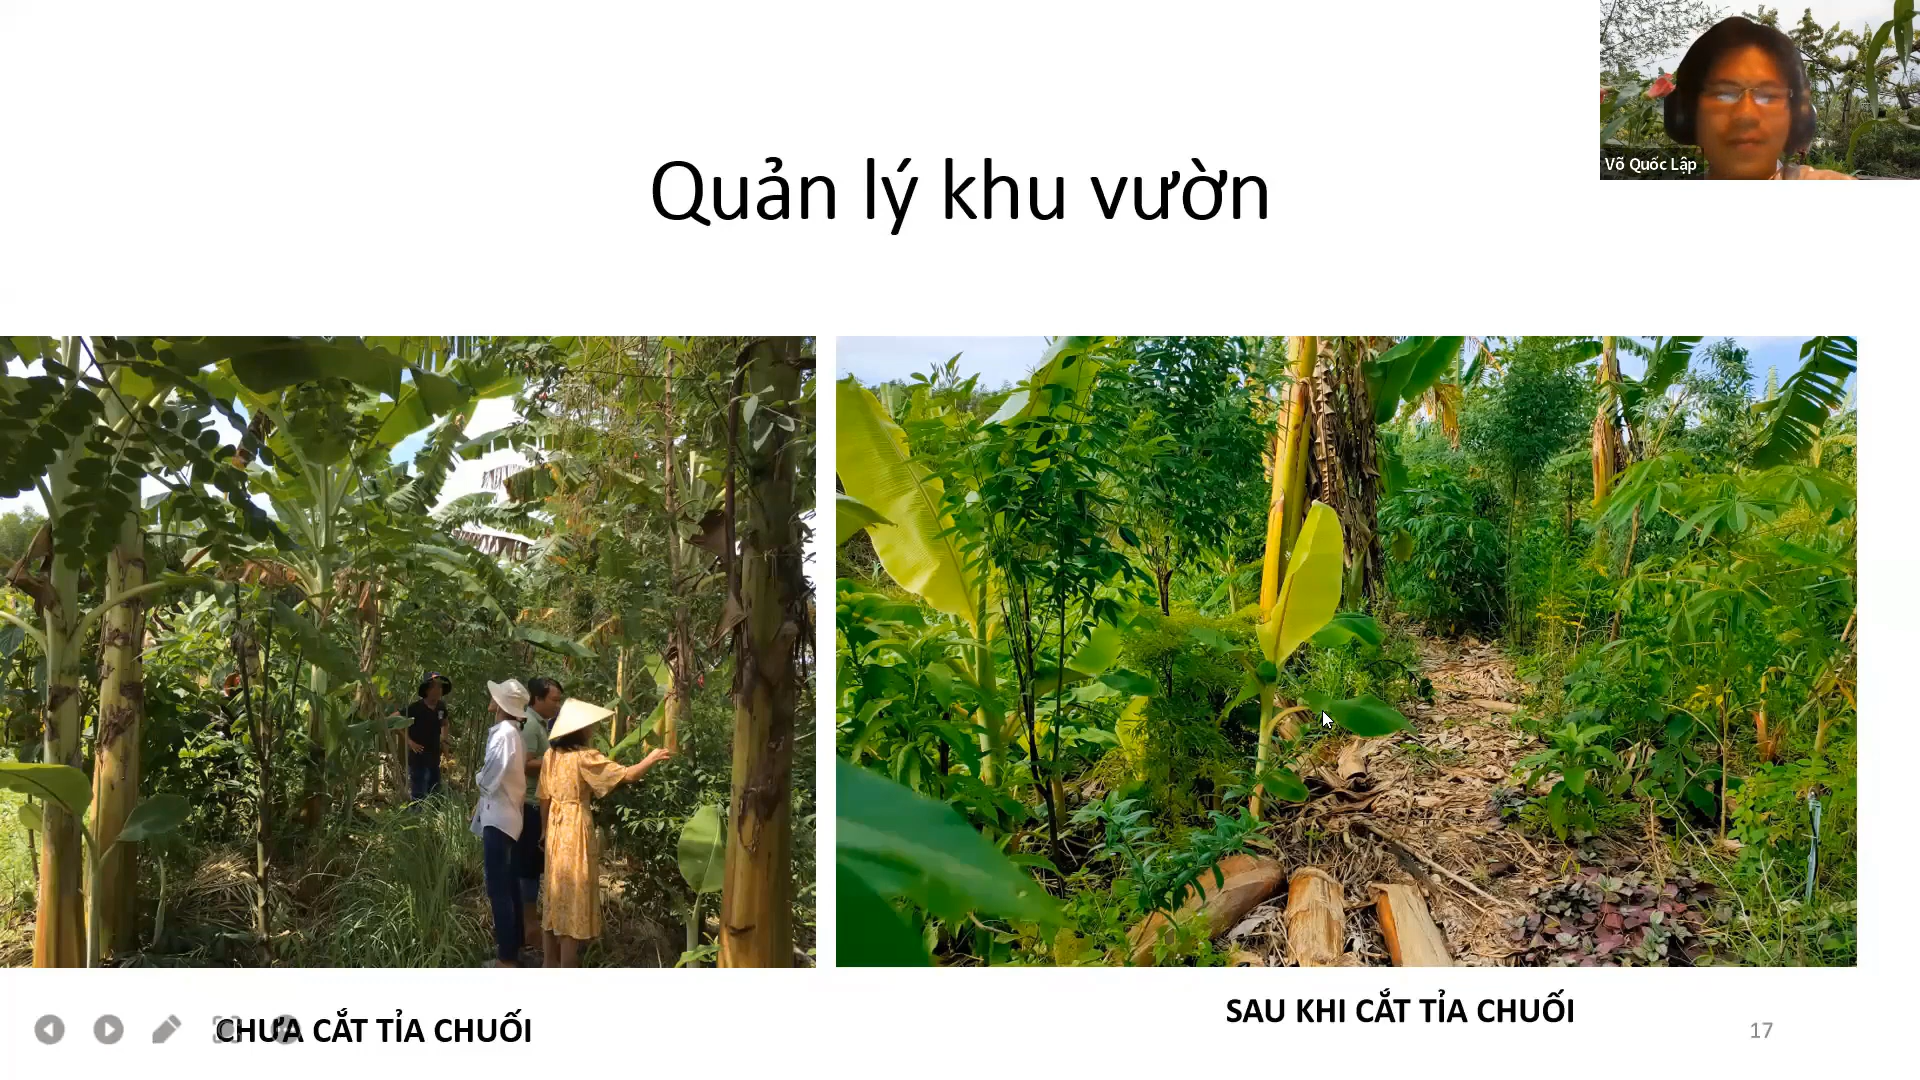 Võ Quốc Lập
Quản lý khu vườn
CHƯA CẮT TỈA CHUỐI
SAU KHI CẮT TỈA CHUỐI
17